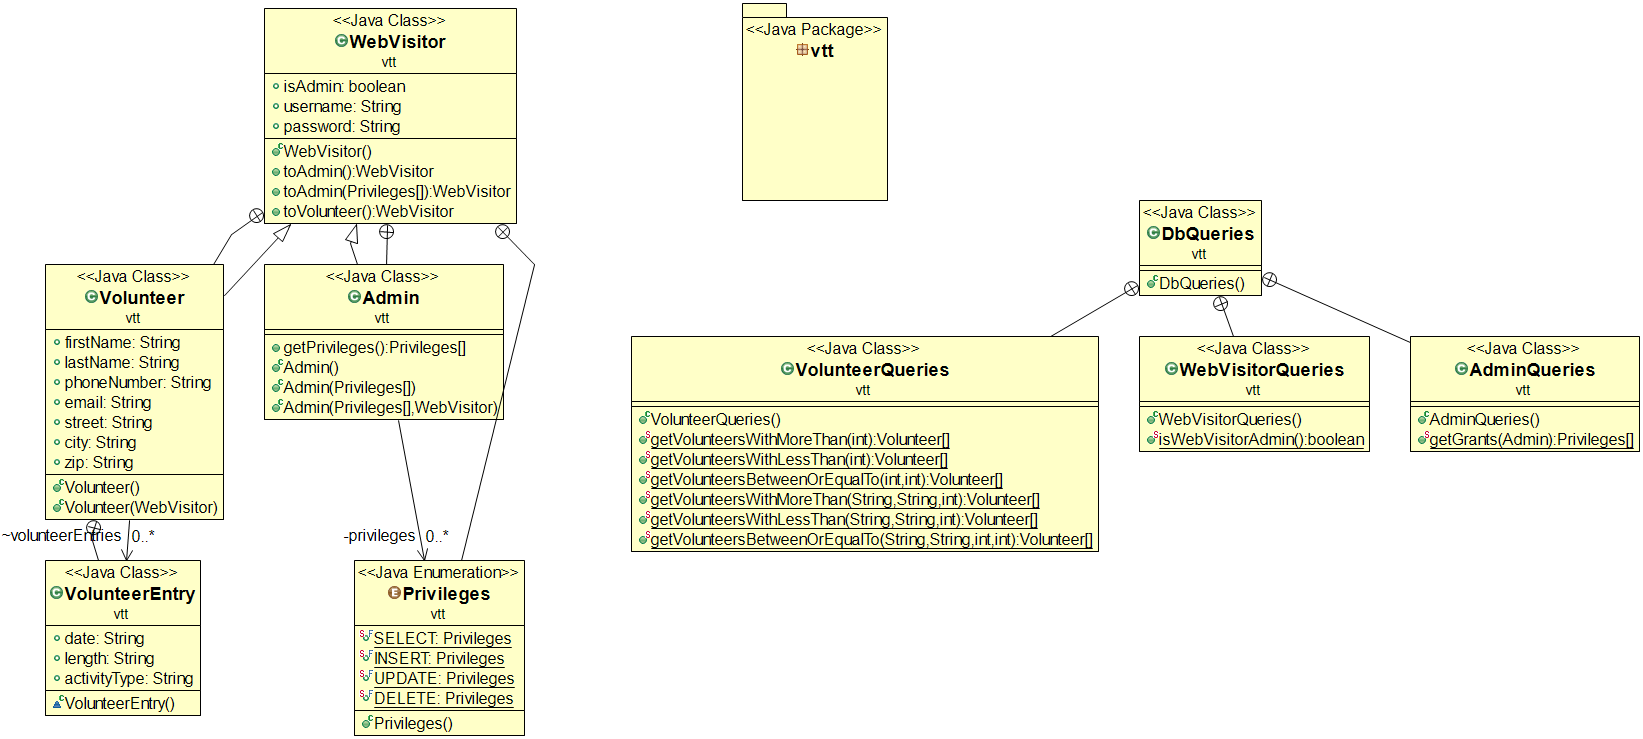 <<Java Class>>
WebVisitor
vtt
isAdmin: boolean
username: String
password: String
WebVisitor()
toAdmin():WebVisitor
toAdmin(Privileges[]):WebVisitor
toVolunteer():WebVisitor
<<Java Package>>
vtt
<<Java Class>>
DbQueries
vtt
DbQueries()
<<Java Class>>
Volunteer
vtt
firstName: String
lastName: String
phoneNumber: String
email: String
street: String
city: String
zip: String
Volunteer()
Volunteer(WebVisitor)
<<Java Class>>
Admin
vtt
getPrivileges():Privileges[]
Admin()
Admin(Privileges[])
Admin(Privileges[],WebVisitor)
<<Java Class>>
VolunteerQueries
vtt
VolunteerQueries()
getVolunteersWithMoreThan(int):Volunteer[]
getVolunteersWithLessThan(int):Volunteer[]
getVolunteersBetweenOrEqualTo(int,int):Volunteer[]
getVolunteersWithMoreThan(String,String,int):Volunteer[]
getVolunteersWithLessThan(String,String,int):Volunteer[]
getVolunteersBetweenOrEqualTo(String,String,int,int):Volunteer[]
<<Java Class>>
WebVisitorQueries
vtt
WebVisitorQueries()
isWebVisitorAdmin():boolean
<<Java Class>>
AdminQueries
vtt
AdminQueries()
getGrants(Admin):Privileges[]
~volunteerEntries 0..*
-privileges 0..*
<<Java Class>>
VolunteerEntry
vtt
date: String
length: String
activityType: String
VolunteerEntry()
<<Java Enumeration>>
Privileges
vtt
SELECT: Privileges
INSERT: Privileges
UPDATE: Privileges
DELETE: Privileges
Privileges()